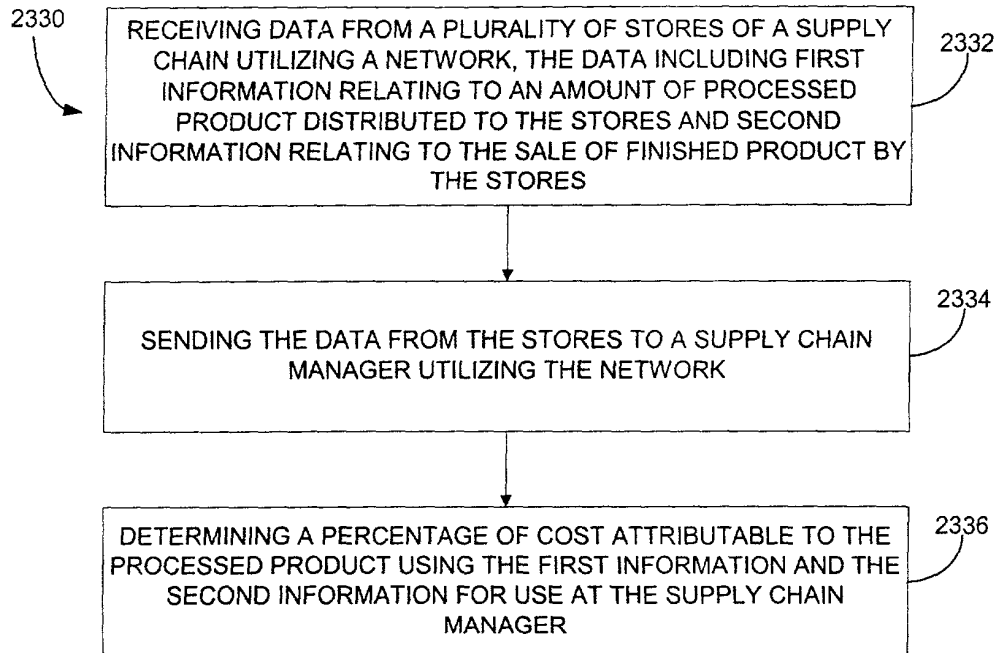 2330
RECEIVING DATA FROM A PLURALITY OF STORES OF A SUPPLY
CHAIN UTILIZING A NETWORK, THE DATA INCLUDING FIRST
INFORMATION RELATING TO AN AMOUNT OF PROCESSED
PRODUCT DISTRIBUTED TO THE STORES AND SECOND
INFORMATION RELATING TO THE SALE OF FINISHED PRODUCT BY
THE STORES
2332
SENDING THE DATA FROM THE STORES TO A SUPPLY CHAIN
MANAGER UTILIZING THE NETWORK
2334
DETERMINING A PERCENTAGE OF COST ATTRIBUTABLE TO THE
PROCESSED PRODUCT USING THE FIRST INFORMATION AND THE
SECOND INFORMATION FOR USE AT THE SUPPLY CHAIN
MANAGER
2336